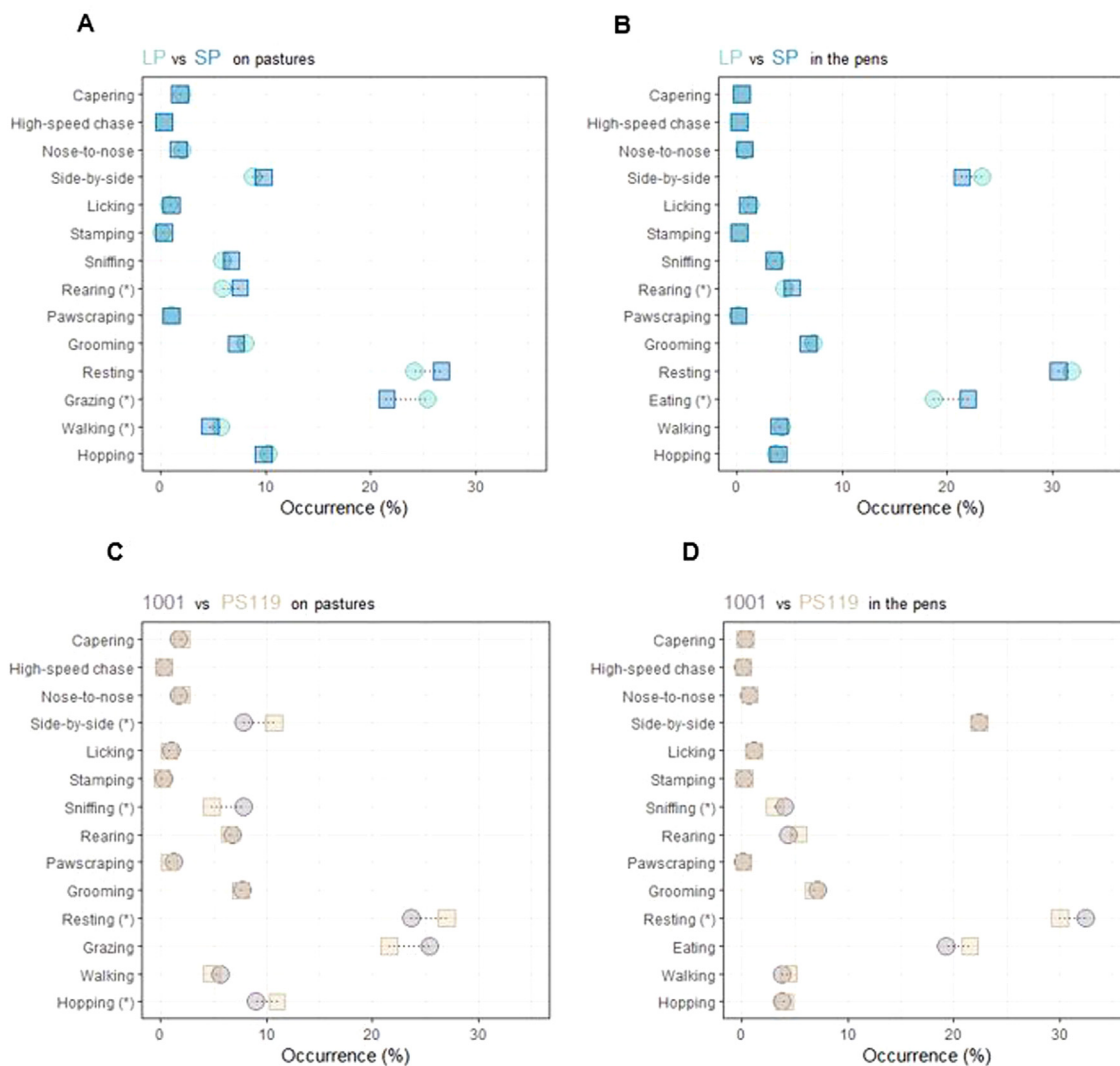 A
LP vs SP on pastures
Capering
High-speed chase
Nose-to-nose
Side-by-side
Licking
Stamping
Sniffing
Rearing (*)
Pawscraping
Grooming
Resting
Grazing (*)
Walking (*)
Hopping
0 10 20 30
Occurrence (%)
B
LP vs SP in the pens
Capering
High-speed chase
Nose-to-nose
Side-by-side
Licking
Stamping
Sniffing
Rearing (*)
Pawscraping
Grooming
Resting
Eating (*)
Walking
Hopping
0 10 20 30
Occurrence (%)
C
1001 vs PS119 on pastures
Capering
High-speed chase
Nose-to-nose
Side-by-side (*)
Licking
Stamping
Sniffing (*)
Rearing
Pawscraping
Grooming
Resting (*)
Grazing
Walking
Hopping (*)
0 10 20 30
Occurrence (%)
D
1001 vs PS119 in the pens
Capering
High-speed chase
Nose-to-nose
Side-by-side
Licking
Stamping
Sniffing (*)
Rearing
Pawscraping
Grooming
Resting (*)
Eating
Walking
Hopping
0 10 20 30
Occurrence (%)